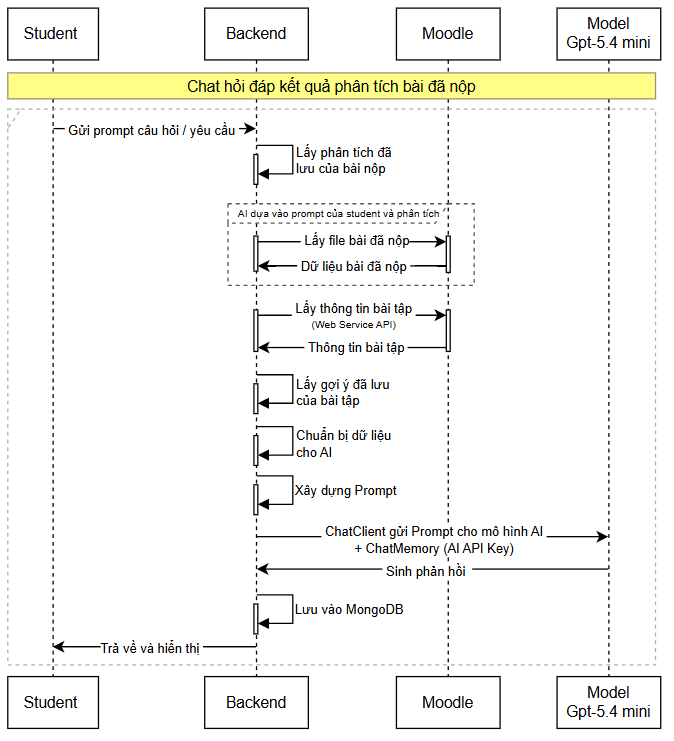 Student
Backend
Moodle
Model
Gpt-5.4 mini
Chat hỏi đáp kết quả phân tích bài đã nộp
Gửi prompt câu hỏi / yêu cầu
Lấy phân tích đã
lưu của bài nộp
AI dựa vào prompt của student và phân tích
Lấy file bài đã nộp
Dữ liệu bài đã nộp
Lấy thông tin bài tập
(Web Service API)
Thông tin bài tập
Lấy gợi ý đã lưu
của bài tập
Chuẩn bị dữ liệu
cho AI
Xây dựng Prompt
ChatClient gửi Prompt cho mô hình AI
+ ChatMemory (AI API Key)
Sinh phản hồi
Lưu vào MongoDB
Trả về và hiển thị
Student
Backend
Moodle
Model
Gpt-5.4 mini